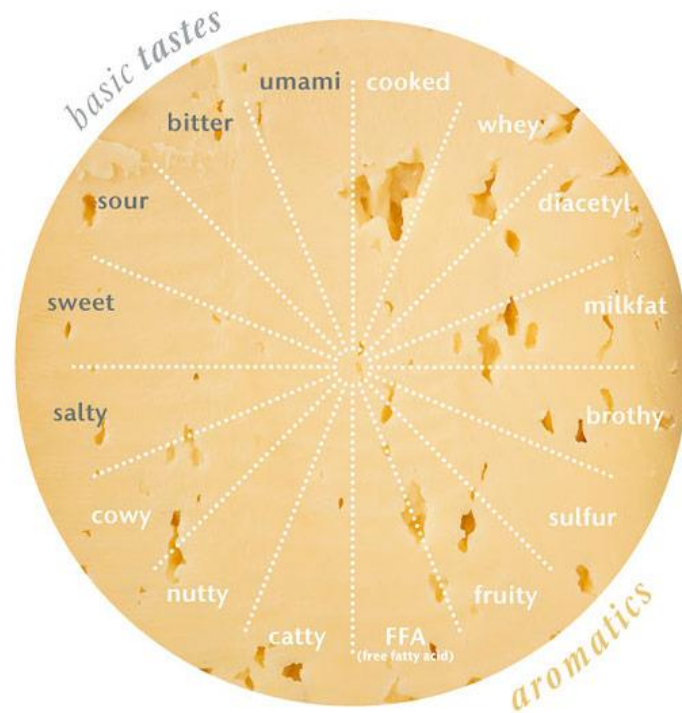 basic tastes
umami
bitter
sour
sweet
salty
cooked
whey
diacetyl
milkfat
brothy
sulfur
fruity
FFA
(free fatty acid)
catty
nutty
cowy
aromatics